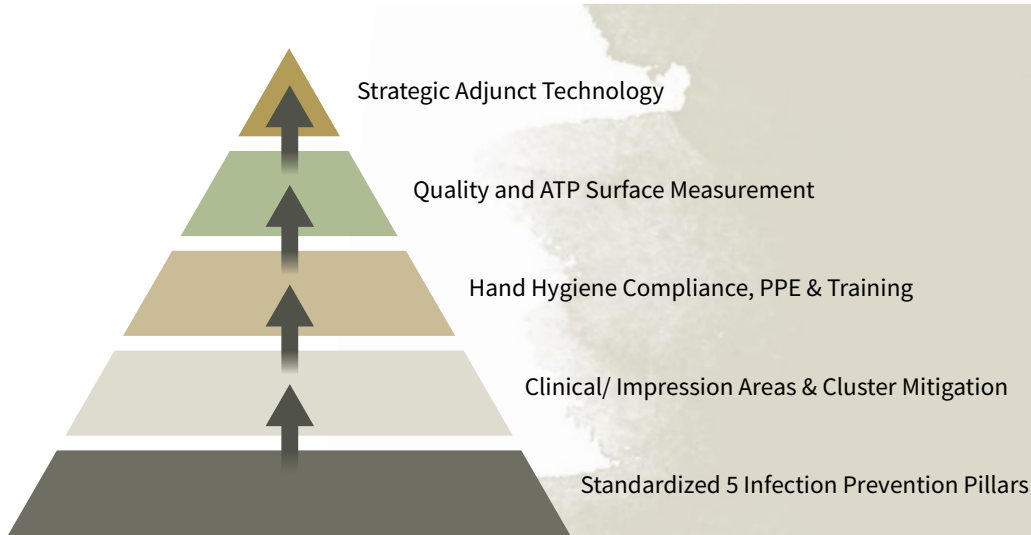 Strategic Adjunct Technology
Quality and ATP Surface Measurement
Hand Hygiene Compliance, PPE & Training
Clinical/ Impression Areas & Cluster Mitigation
Standardized 5 Infection Prevention Pillars